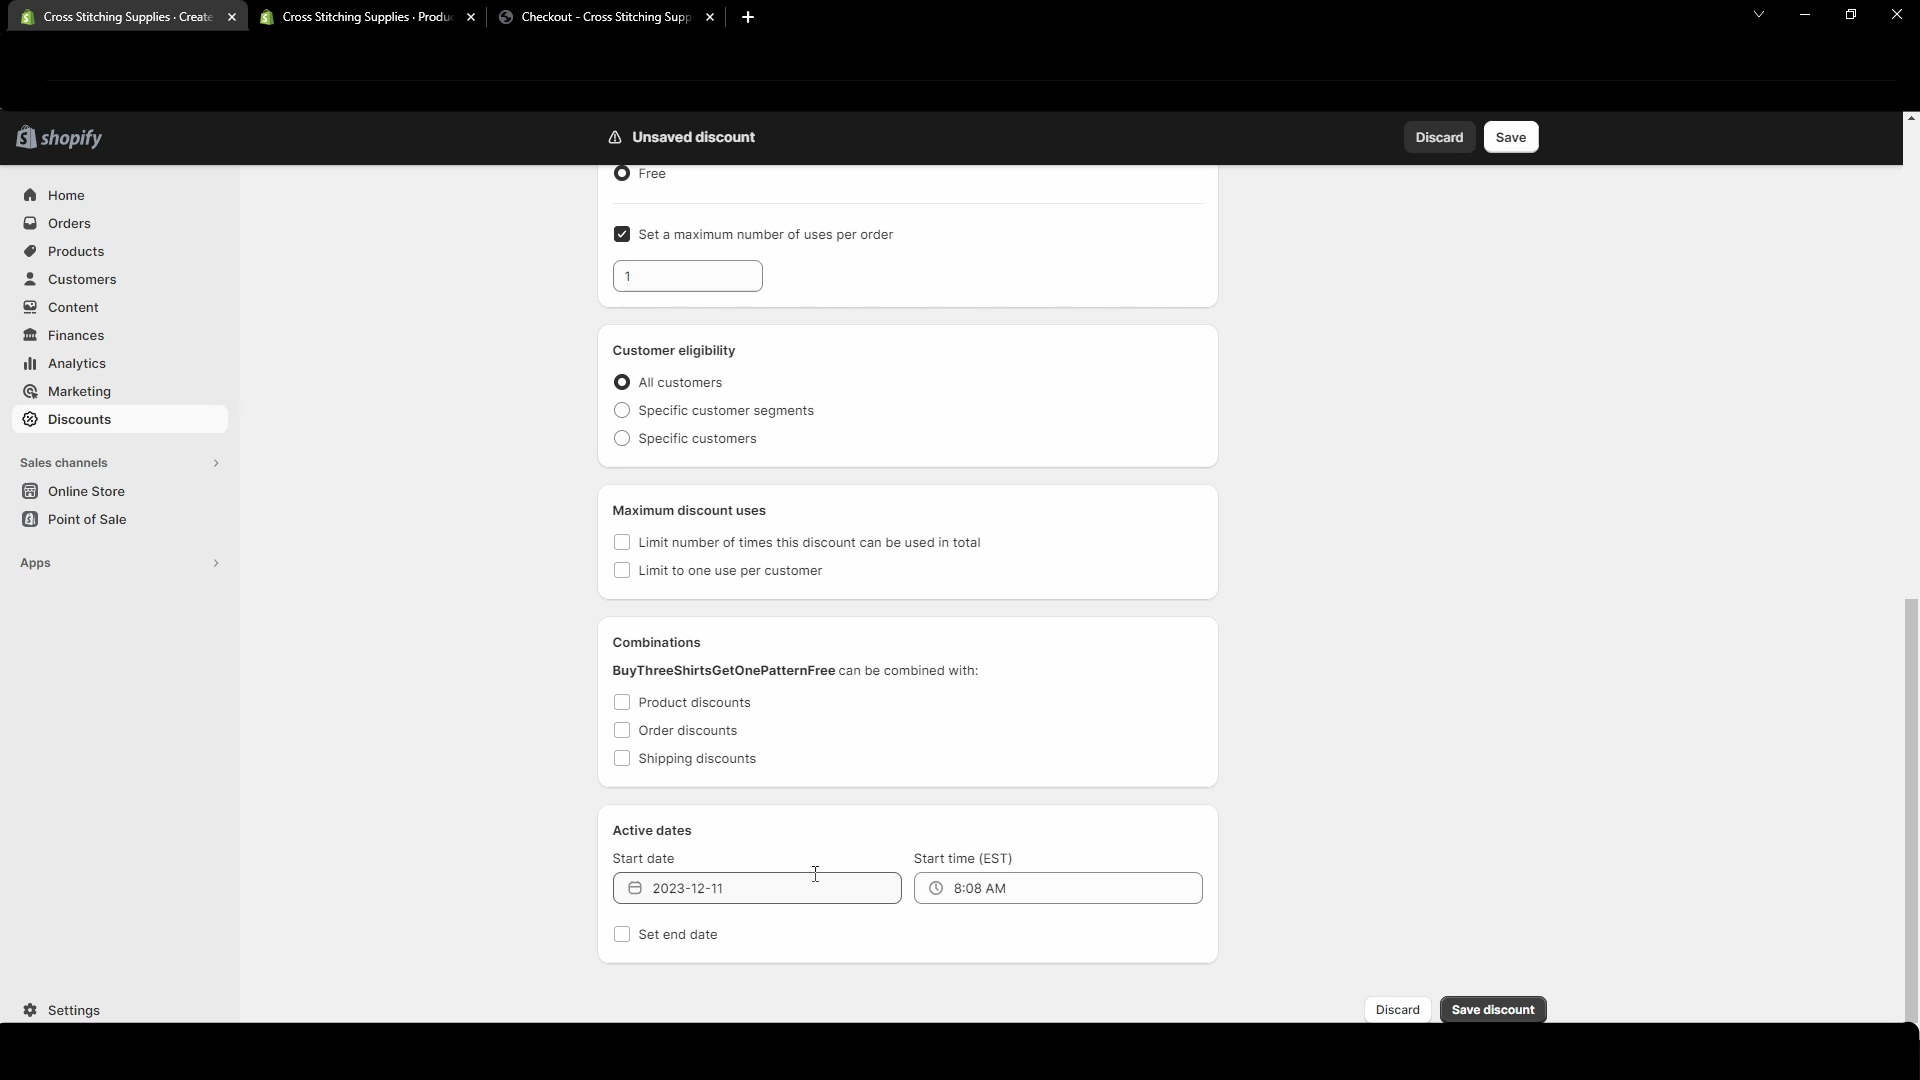 Cross Stitching Supplies · Create
Cross Stitching Supplies · Produ
Checkout - Cross Stitching Supp
shopify
Unsaved discount
Discard
Save
Home
Orders
Products
Customers
Content
Finances
Analytics
Marketing
Discounts
Sales channels
Online Store
Point of Sale
Apps
Settings
Free
Set a maximum number of uses per order
1
Customer eligibility
All customers
Specific customer segments
Specific customers
Maximum discount uses
Limit number of times this discount can be used in total
Limit to one use per customer
Combinations
BuyThreeShirtsGetOnePatternFree can be combined with:
Product discounts
Order discounts
Shipping discounts
Active dates
Start date
Start time (EST)
2023-12-11
8:08 AM
Set end date
Discard
Save discount